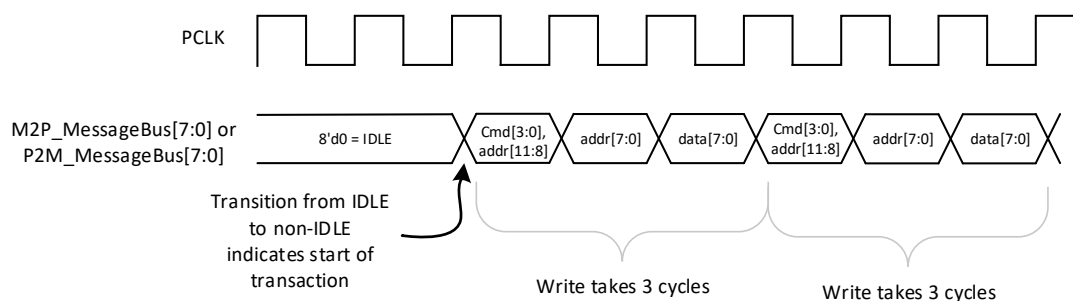 PCLK
M2P_MessageBus[7:0] or
P2M_MessageBus[7:0]
8'd0 = IDLE
Cmd[3:0],
addr[11:8]
addr[7:0]
data[7:0]
Cmd[3:0],
addr[11:8]
addr[7:0]
data[7:0]
Transition from IDLE
to non-IDLE
indicates start of
transaction
Write takes 3 cycles
Write takes 3 cycles